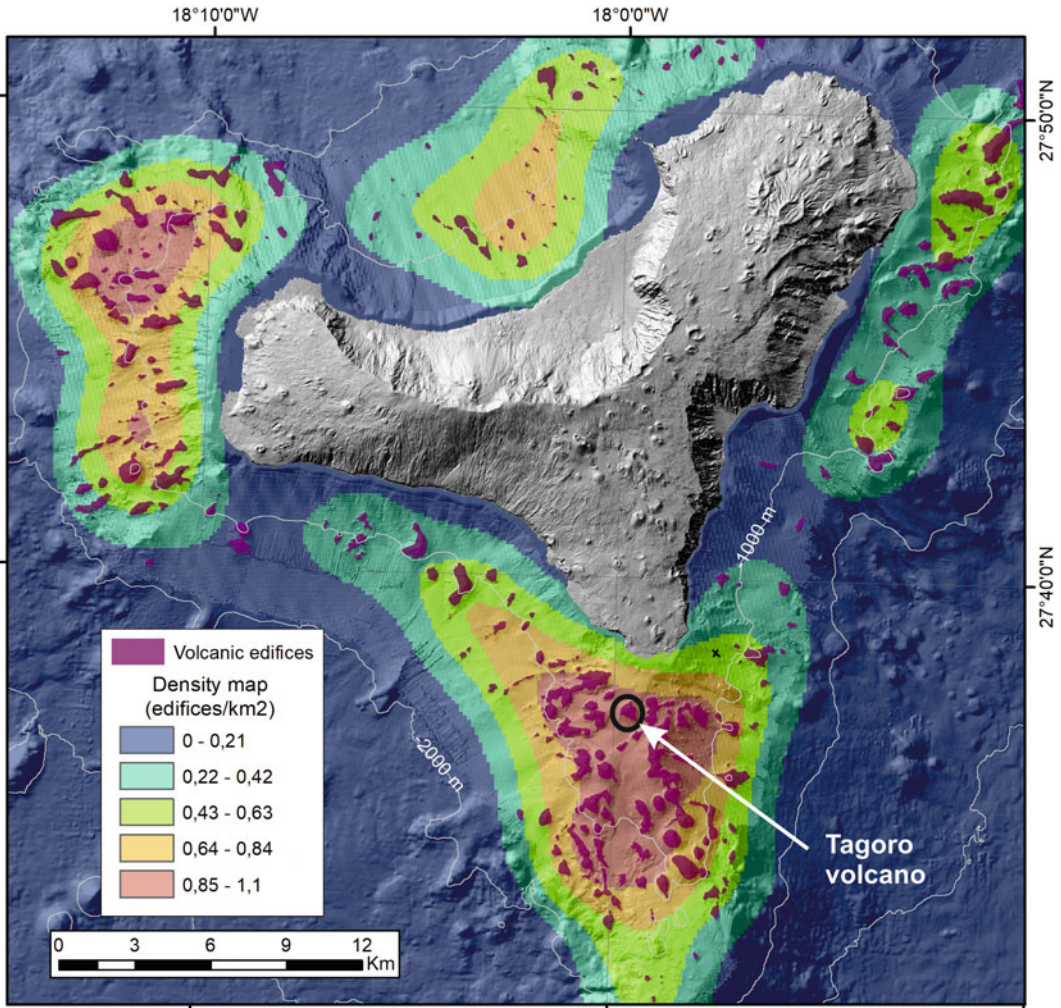 18°10'0"W
18°0'0"W
27°50'0"N
27°40'0"N
-1000 m
-2000 m
Volcanic edifices
Density map
(edifices/km2)
0 - 0,21
0,22 - 0,42
0,43 - 0,63
0,64 - 0,84
0,85 - 1,1
Tagoro
volcano
0 3 6 9 12
Km